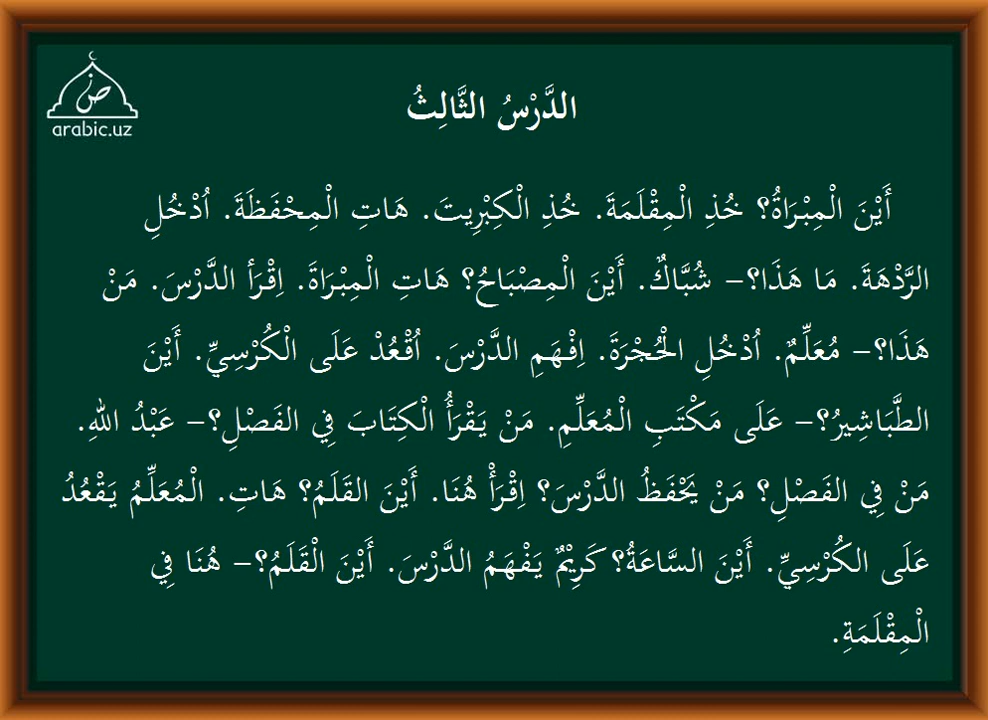 ض
arabic.uz
الدَّرْسُ الثَّالِثُ
أَيْنَ الْمِبْرَاةُ؟ خُذِ الْمِقْلَمَةَ. خُذِ الْكِبْرِيتَ. هَاتِ الْمِحْفَظَةَ. اُدْخُلِ
الرَّدْهَةَ. مَا هَذَا؟– شُبَّاكٌ. أَيْنَ الْمِصْبَاحُ؟ هَاتِ الْمِبْرَاةَ. اِقْرَأ الدَّرْسَ. مَنْ
هَذَا؟– مُعَلِّمٌ. اُدْخُلِ الْحُجْرَةَ. اِفْهَمِ الدَّرْسَ. اُقْعُدْ عَلَى الْكُرْسِيِّ. أَيْنَ
الطَّبَاشِيرُ؟– عَلَى مَكْتَبِ الْمُعَلِّمِ. مَنْ يَقْرَأُ الْكِتَابَ فِي الفَصْلِ؟– عَبْدُ اللهِ.
مَنْ فِي الفَصْلِ؟ مَنْ يَحْفَظُ الدَّرْسَ؟ اِقْرَأْ هُنَا. أَيْنَ القَلَمُ؟ هَاتِ. الْمُعَلِّمُ يَقْعُدُ
عَلَى الكُرْسِيِّ. أَيْنَ السَّاعَةُ؟ كَرِيْمٌ يَفْهَمُ الدَّرْسَ. أَيْنَ الْقَلَمُ؟– هُنَا فِي
الْمِقْلَمَةِ.